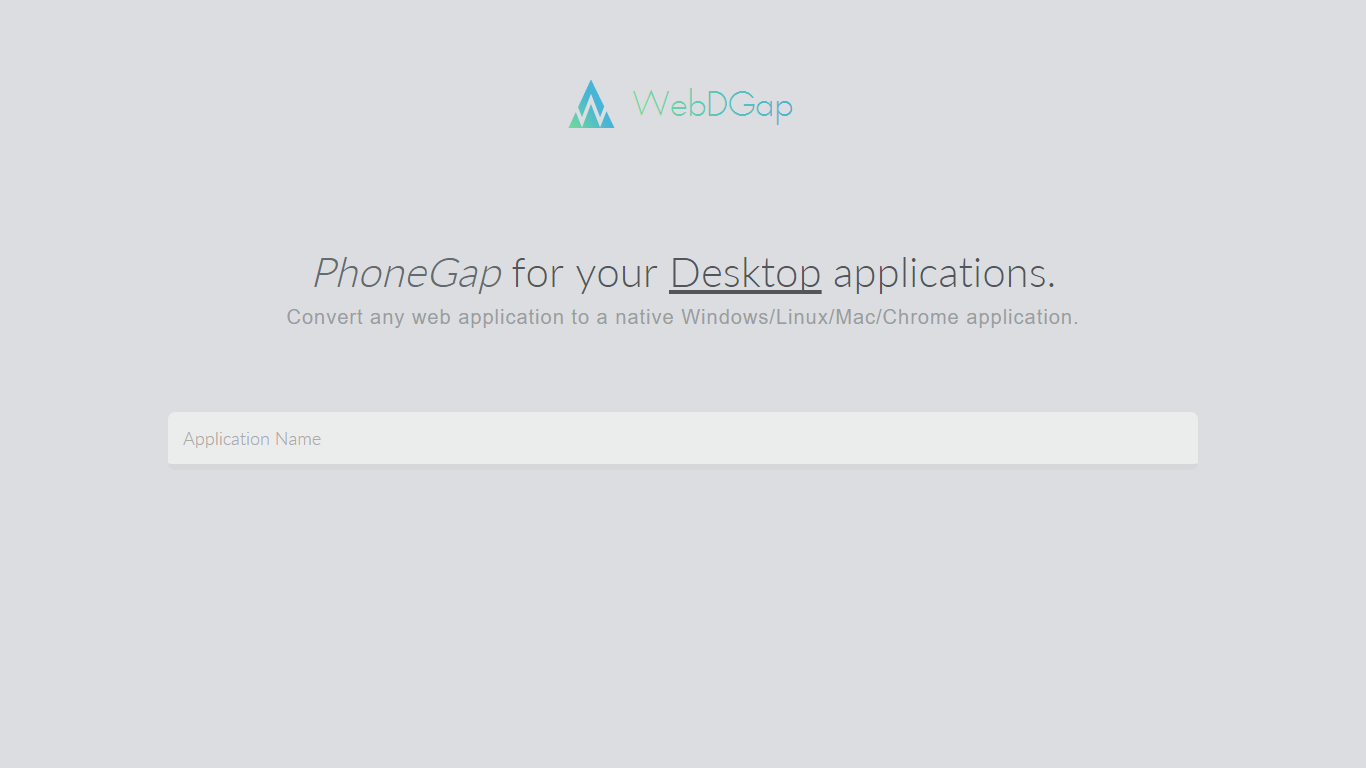 WebDGap
PhoneGap for your Desktop applications.
Convert any web application to a native Windows/Linux/Mac/Chrome application.
Application Name